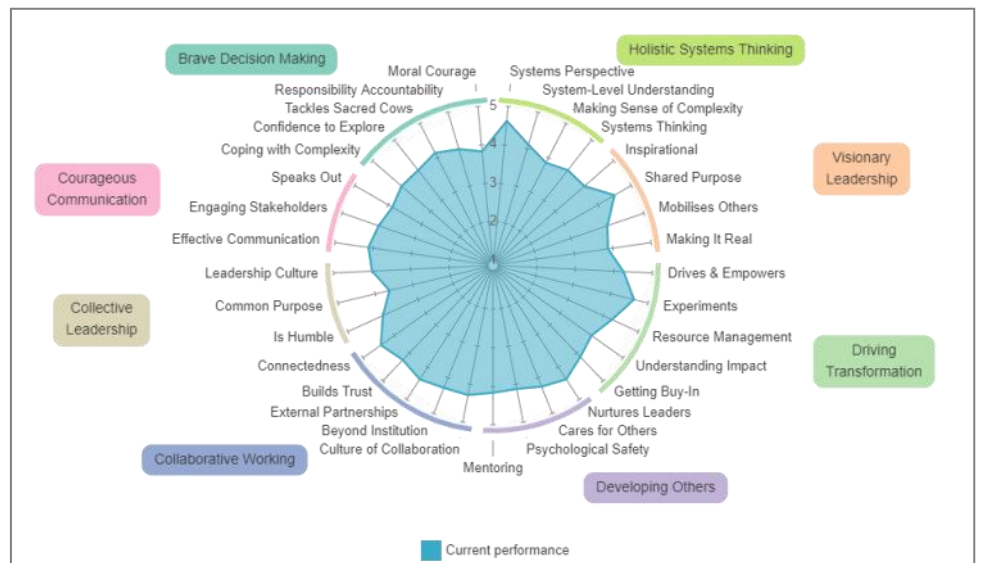 Brave Decision Making
Holistic Systems Thinking
Moral Courage
Systems Perspective
Responsibility Accountability
System-Level Understanding
Tackles Sacred Cows
5
Making Sense of Complexity
Confidence to Explore
Systems Thinking
Coping with Complexity
4
Inspirational
Visionary
Leadership
Courageous
Communication
Speaks Out
3
Shared Purpose
Engaging Stakeholders
2
Mobilises Others
Effective Communication
Making It Real
Leadership Culture
1
Drives & Empowers
Collective
Leadership
Common Purpose
Experiments
Is Humble
Resource Management
Driving
Transformation
Connectedness
Understanding Impact
Builds Trust
Getting Buy-In
External Partnerships
Nurtures Leaders
Beyond Institution
Cares for Others
Culture of Collaboration
Psychological Safety
Collaborative Working
Mentoring
Developing Others
Current performance